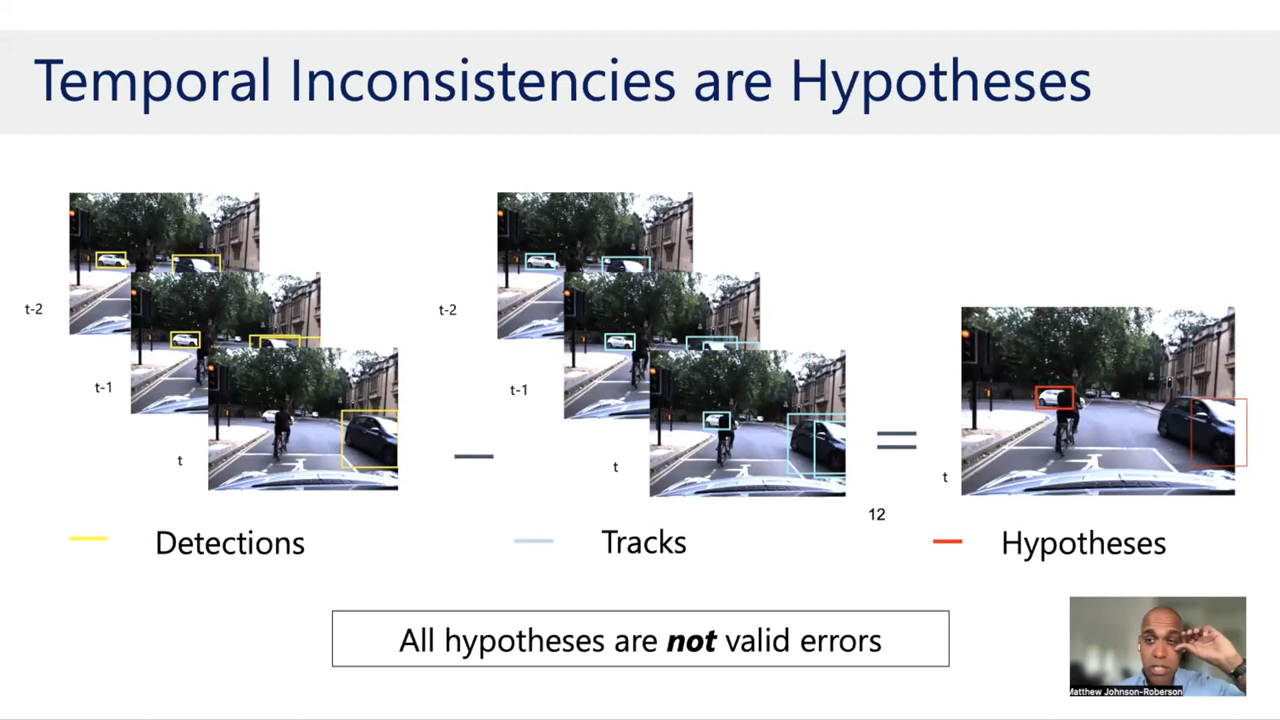 Temporal Inconsistencies are Hypotheses
t-2
t-1
t
t-2
t-1
t
t
12
Detections
Tracks
Hypotheses
All hypotheses are not valid errors
Matthew Johnson-Roberson